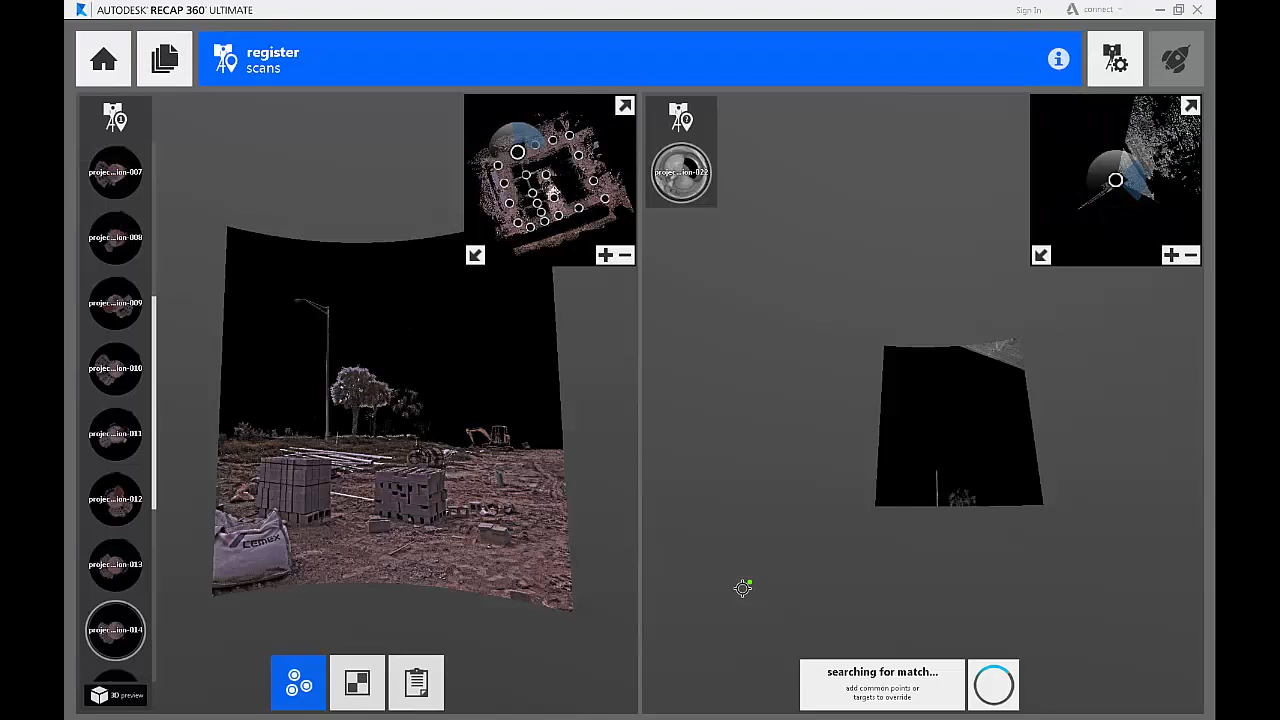 AUTODESK RECAP 360 ULTIMATE
Sign In
connect
register
scans
projec...ion-007
projec...ion-008
projec...ion-009
projec...ion-010
projec...ion-011
projec...ion-012
projec...ion-013
projec...ion-014
3D preview
projec...ion-022
CEMEX
searching for match...
add common points or
targets to override